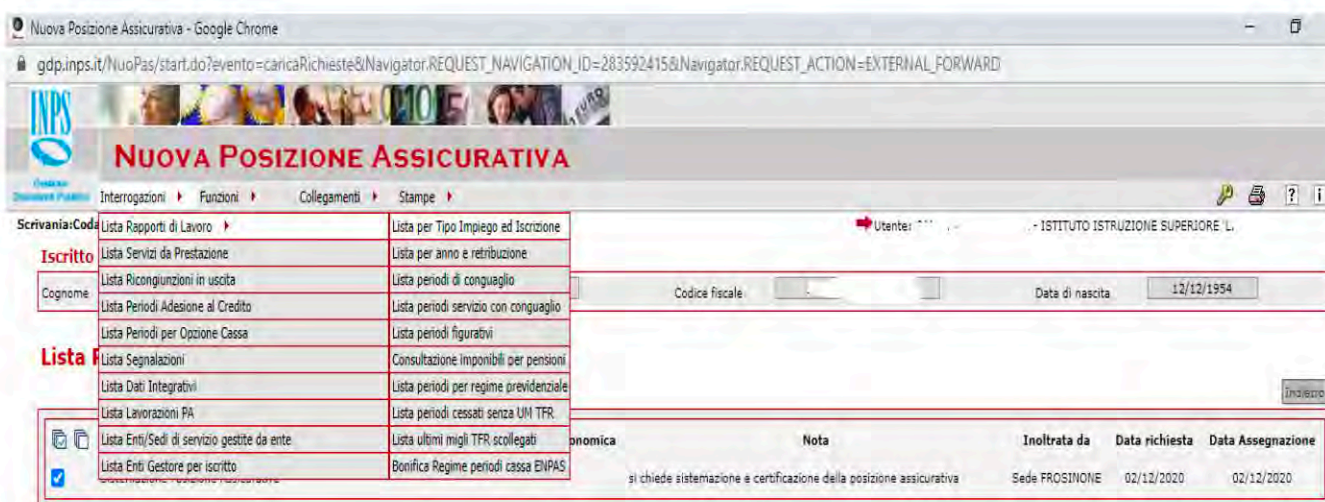 Nuova Posizione Assicurativa - Google Chrome
gdp.inps.it/NuoPas/start.do?evento=caricaRichieste&Navigator.REQUEST_NAVIGATION_ID=283592415&Navigator.REQUEST_ACTION=EXTERNAL_FORWARD
INPS
NUOVA POSIZIONE ASSICURATIVA
Interrogazioni Funzioni Collegamenti Stampe
Scrivania:Coda Lista Rapporti di Lavoro Lista per Tipo Impiego ed Iscrizione Utente: - ISTITUTO ISTRUZIONE SUPERIORE 'L.
Iscritto Lista Servizi da Prestazione Lista per anno e retribuzione
Lista Ricongiunzioni in uscita Lista periodi di conguaglio
Cognome Codice fiscale Data di nascita 12/12/1954
Lista Periodi Adesione al Credito Lista periodi servizio con conguaglio
Lista Periodi per Opzione Cassa Lista periodi figurativi
Lista Lista Segnalazioni Consultazione imponibili per pensioni
Lista Dati Integrativi Lista periodi per regime previdenziale
Lista Lavorazioni PA Lista periodi cessati senza UM TFR
Lista Enti/Sedi di servizio gestite da ente Lista ultimi migli TFR scollegati onomica Nota Inoltrata da Data richiesta Data Assegnazione
Lista Enti Gestore per iscritto Bonifica Regime periodi cassa ENPAS
si chiede sistemazione e certificazione della posizione assicurativa Sede FROSINONE 02/12/2020 02/12/2020